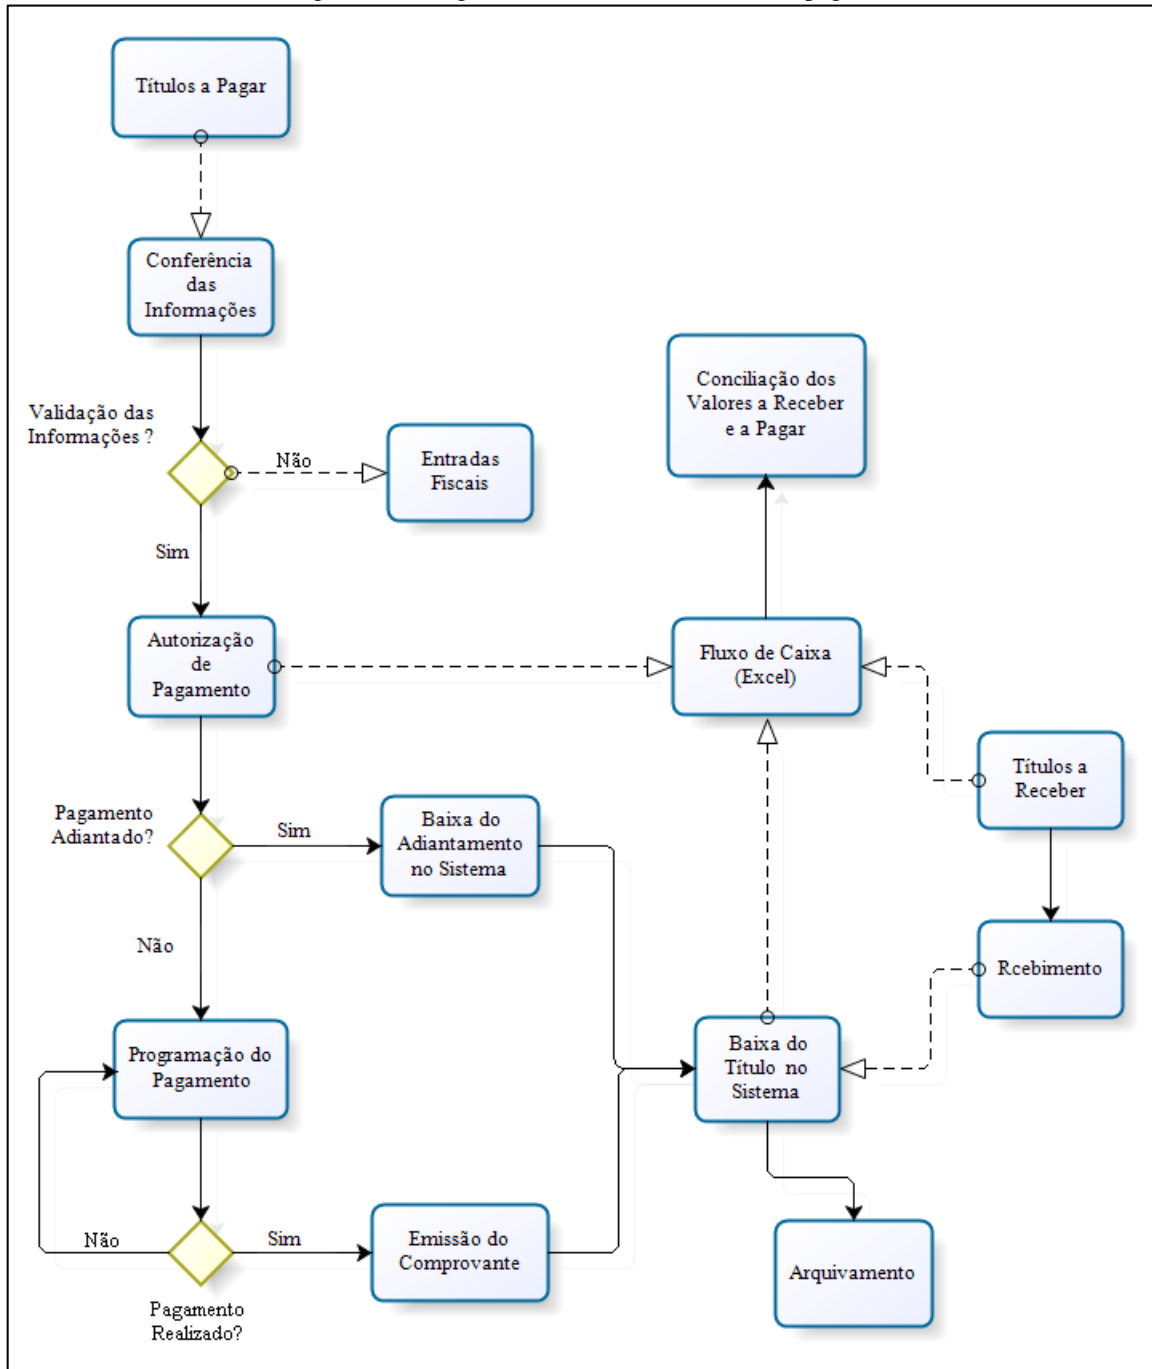 Títulos a Pagar
Conferência
das
Informações
Validação das
Informações ?
Não
Entradas
Fiscais
Conciliação dos
Valores a Receber
e a Pagar
Sim
Autorização
de
Pagamento
Fluxo de Caixa
(Excel)
Títulos a
Receber
Pagamento
Adiantado?
Sim
Baixa do
Adiantamento
no Sistema
Não
Rcebimento
Programação do
Pagamento
Baixa do
Título no
Sistema
Não
Sim
Emissão do
Comprovante
Arquivamento
Pagamento
Realizado?